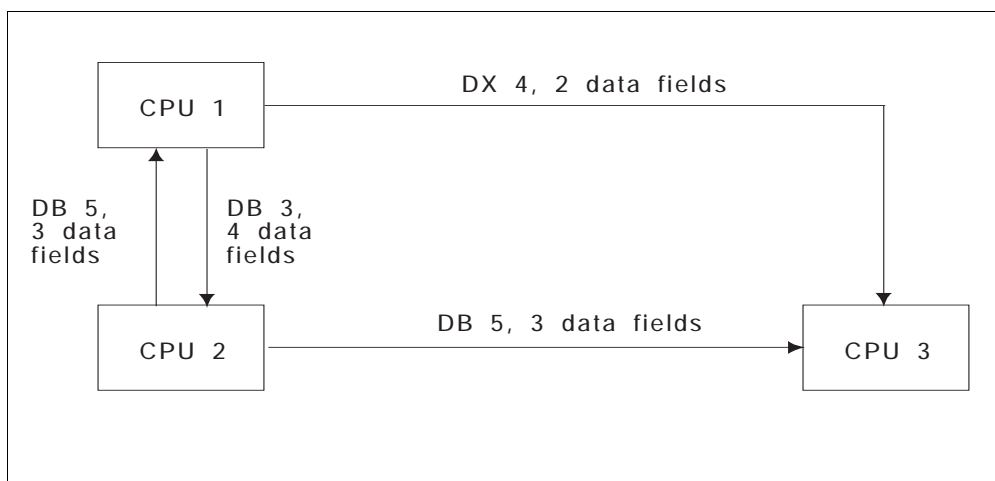 DX 4, 2 data fields
CPU 1
DB 5,
3 data
fields
DB 3,
4 data
fields
DB 5, 3 data fields
CPU 2
CPU 3